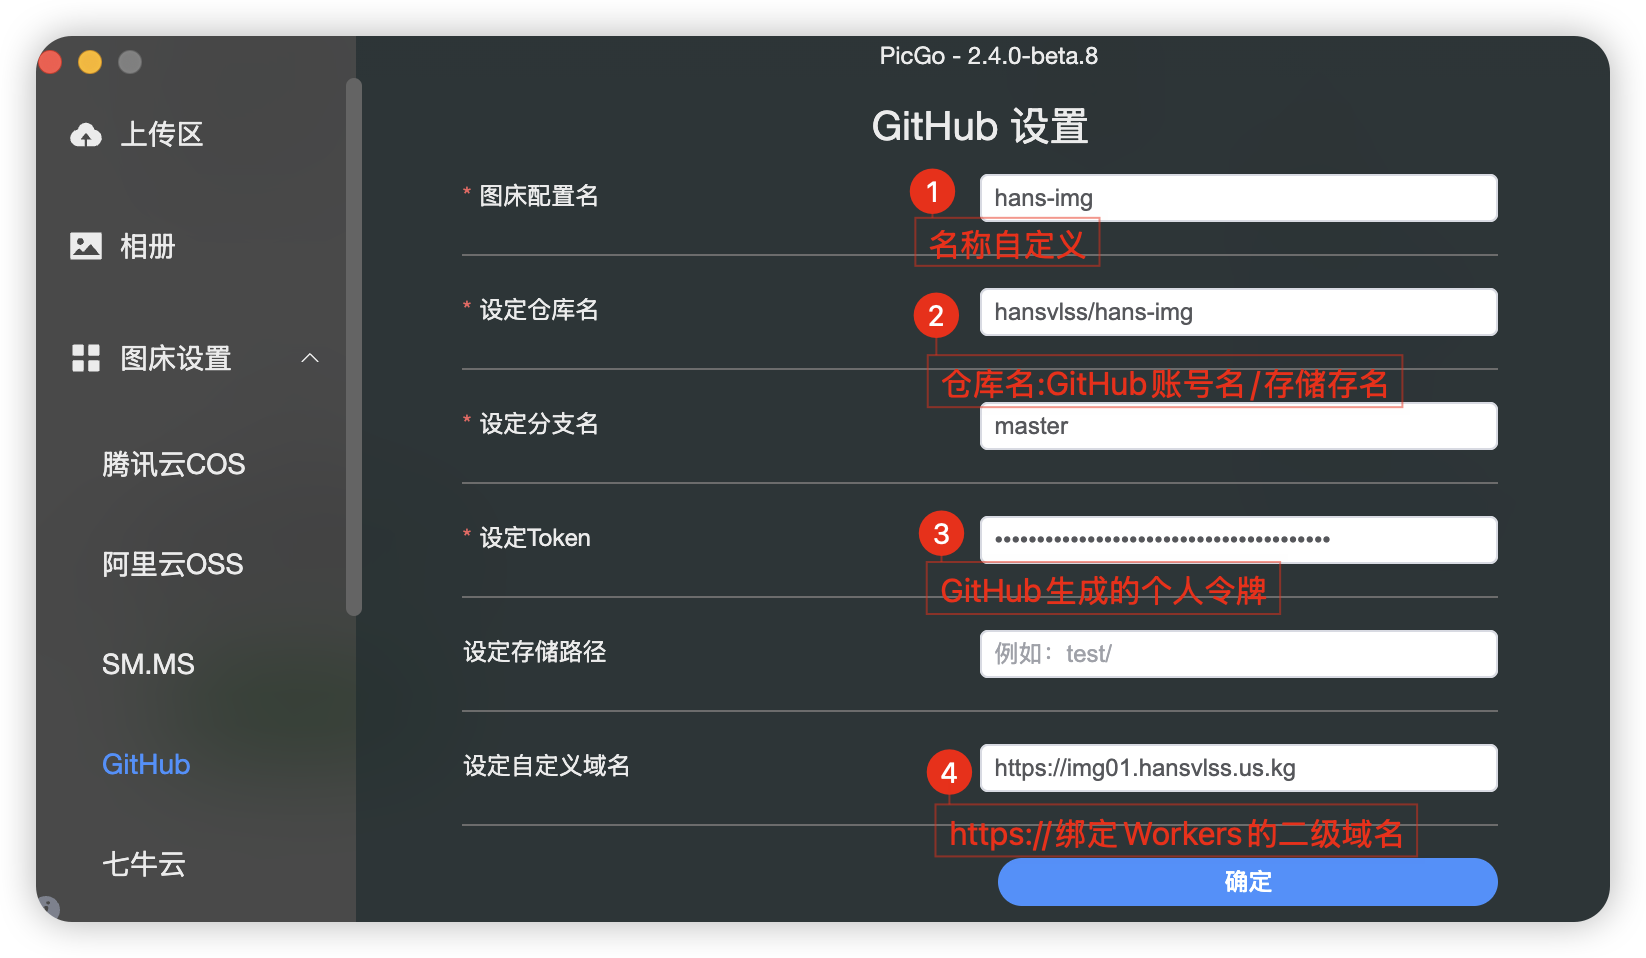 PicGo - 2.4.0-beta.8
上传区
相册
图床设置
腾讯云COS
阿里云OSS
SM.MS
GitHub
七牛云
GitHub 设置
* 图床配置名
1
hans-img
名称自定义
* 设定仓库名
2
hansvlss/hans-img
仓库名:GitHub账号名/存储存名
* 设定分支名
master
* 设定Token
3
••••••••••••••••••••••••••••••••••••••••
GitHub生成的个人令牌
设定存储路径
例如：test/
设定自定义域名
4
https://img01.hansvlss.us.kg
https://绑定Workers的二级域名
确定